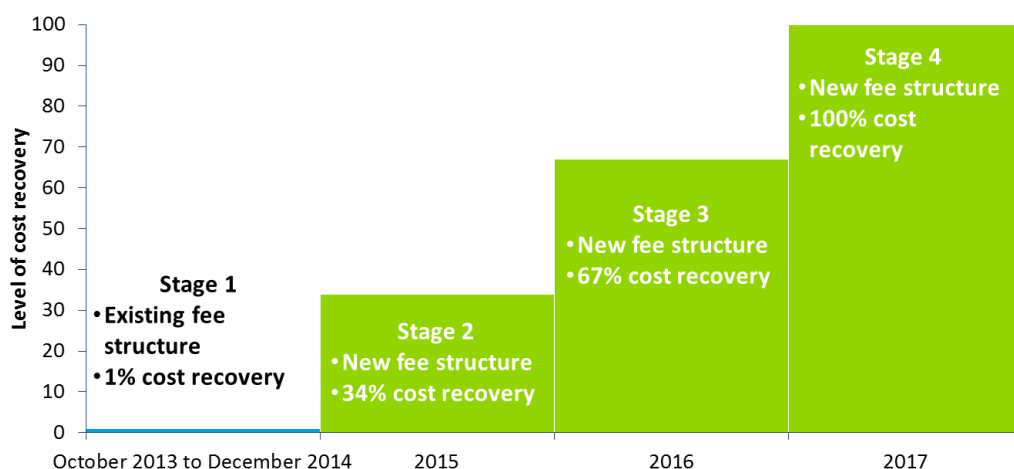 100
90
80
70
60
50
40
30
20
10
0
Level of cost recovery
Stage 1
• Existing fee
structure
• 1% cost recovery
Stage 2
• New fee structure
• 34% cost recovery
Stage 3
• New fee structure
• 67% cost recovery
Stage 4
• New fee structure
• 100% cost
recovery
October 2013 to December 2014
2015
2016
2017